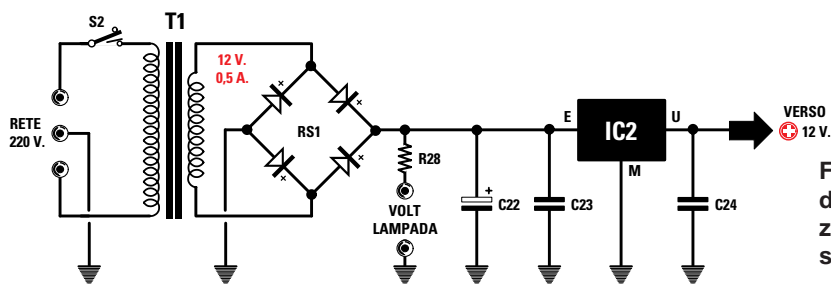 S2
T1
12 V.
0,5 A.
RETE
220 V.
RS1
R28
VOLT
LAMPADA
+
C22
C23
E
IC2
U
M
C24
VERSO
12 V.
F
d
z
s